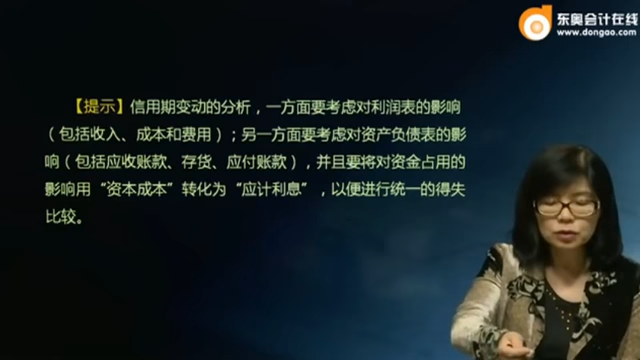 东奥会计在线
www.dongao.com
【提示】信用期变动的分析，一方面要考虑对利润表的影响
（包括收入、成本和费用）；另一方面要考虑对资产负债表的影
响（包括应收账款、存货、应付账款），并且要将对资金占用的
影响用“资本成本”转化为“应计利息”，以便进行统一的得失
比较。